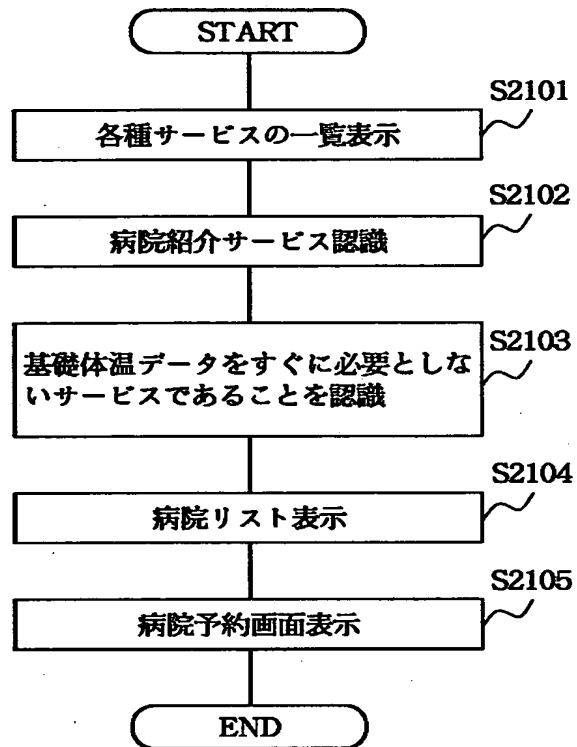 START
S2101
各種サービスの一覧表示
S2102
病院紹介サービス認識
S2103
基礎体温データをすぐに必要としな
いサービスであることを認識
S2104
病院リスト表示
S2105
病院予約画面表示
END